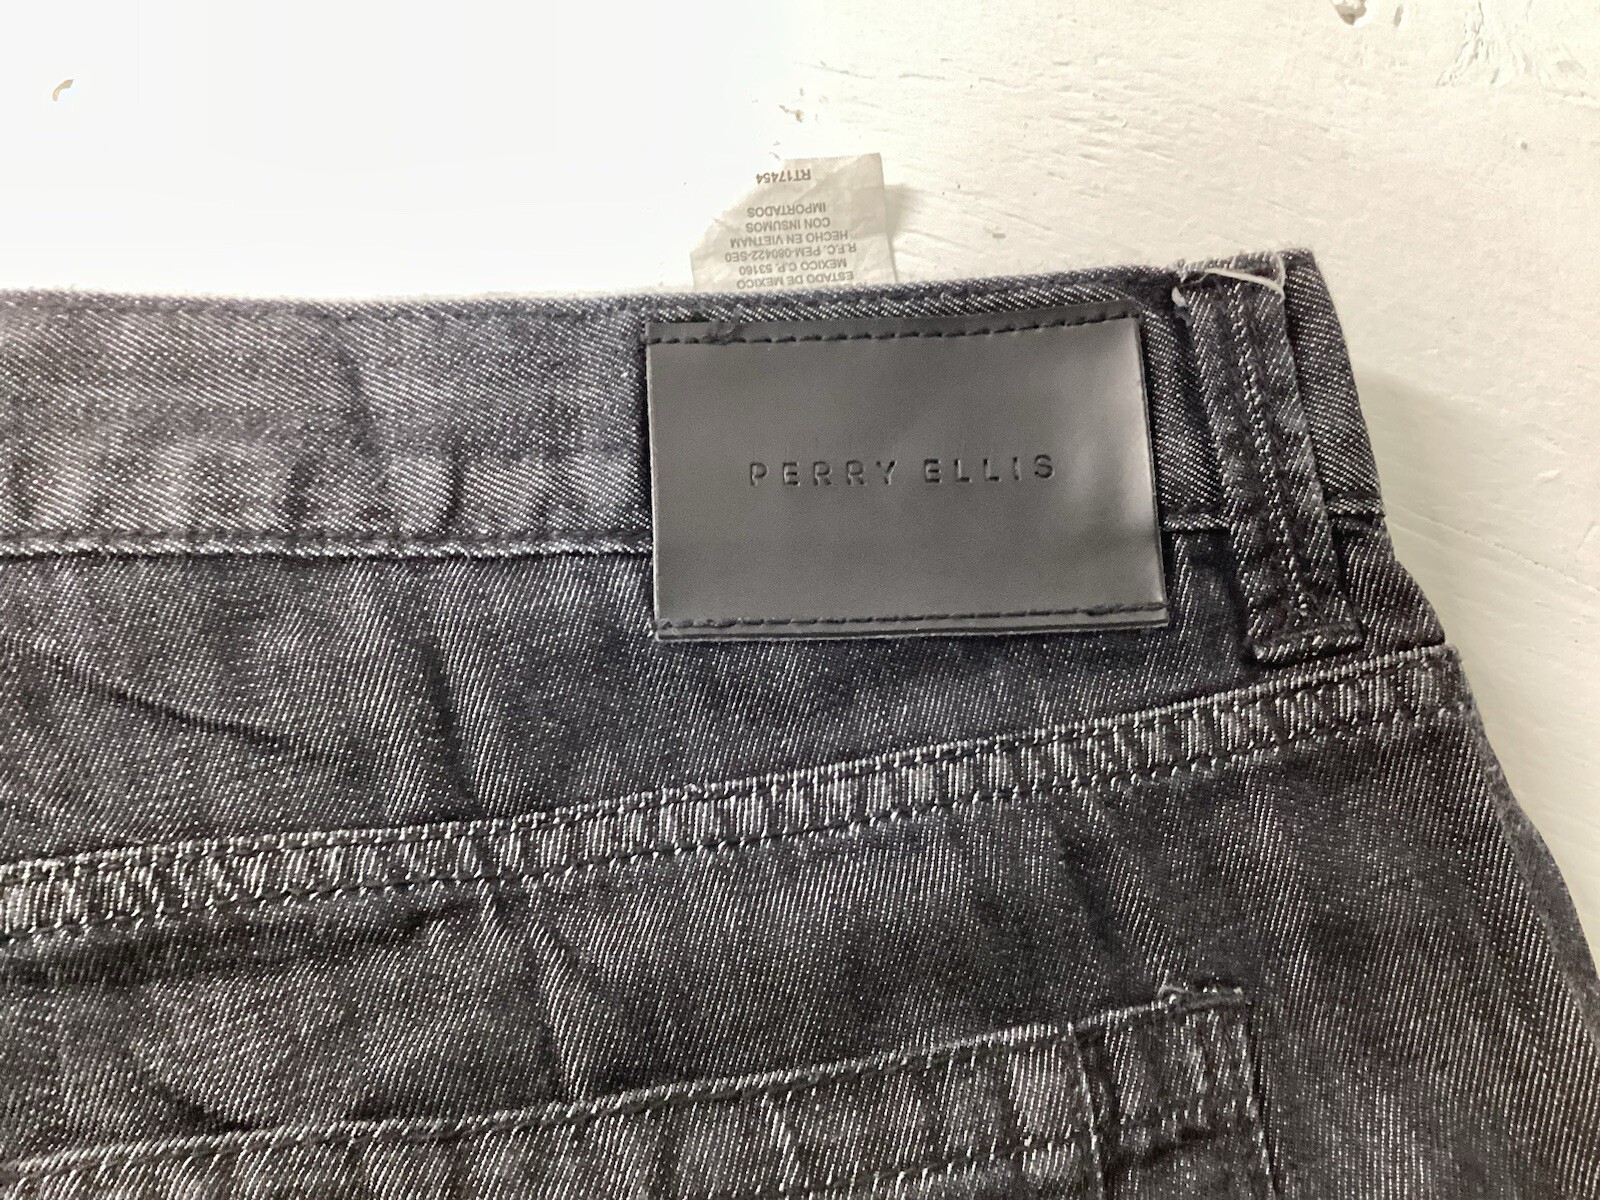 PERRY ELLIS
ESTADO DE MEXICO
MEXICO C.P. 53160
R.F.C. PEM-080422-SE0
HECHO EN VIETNAM
CON INSUMOS
IMPORTADOS
RT17454